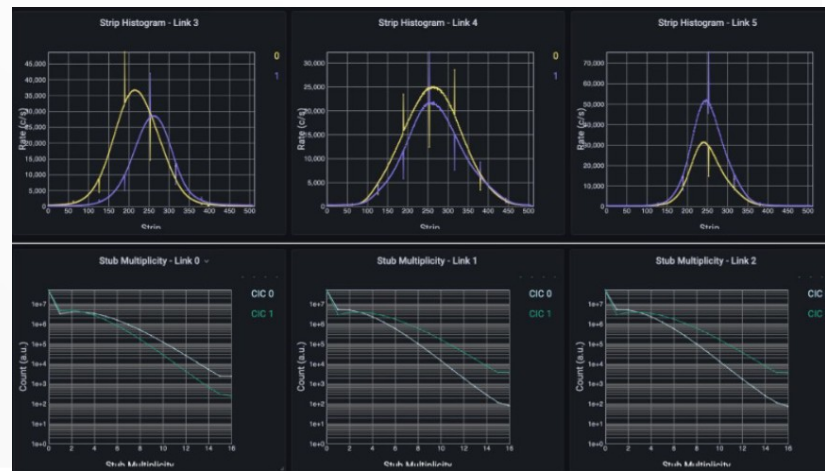 Strip Histogram - Link 3
Rate (c/s)
45,000
40,000
35,000
30,000
25,000
20,000
15,000
10,000
5,000
0
0 50 100 150 200 250 300 350 400 450 500
Strip
0
1
Strip Histogram - Link 4
Rate (c/s)
30,000
25,000
20,000
15,000
10,000
5,000
0
0 50 100 150 200 250 300 350 400 450 500
Strip
0
1
Strip Histogram - Link 5
Rate (c/s)
70,000
60,000
50,000
40,000
30,000
20,000
10,000
0
0 50 100 150 200 250 300 350 400 450 500
Strip
Stub Multiplicity - Link 0
Count (a.u.)
1e+7
1e+6
1e+5
1e+4
1e+3
1e+2
1e+1
1e+0
0 2 4 6 8 10 12 14 16
Stub Multiplicity
CIC 0
CIC 1
Stub Multiplicity - Link 1
Count (a.u.)
1e+7
1e+6
1e+5
1e+4
1e+3
1e+2
1e+1
1e+0
0 2 4 6 8 10 12 14 16
Stub Multiplicity
CIC 0
CIC 1
Stub Multiplicity - Link 2
Count (a.u.)
1e+7
1e+6
1e+5
1e+4
1e+3
1e+2
1e+1
1e+0
0 2 4 6 8 10 12 14 16
Stub Multiplicity